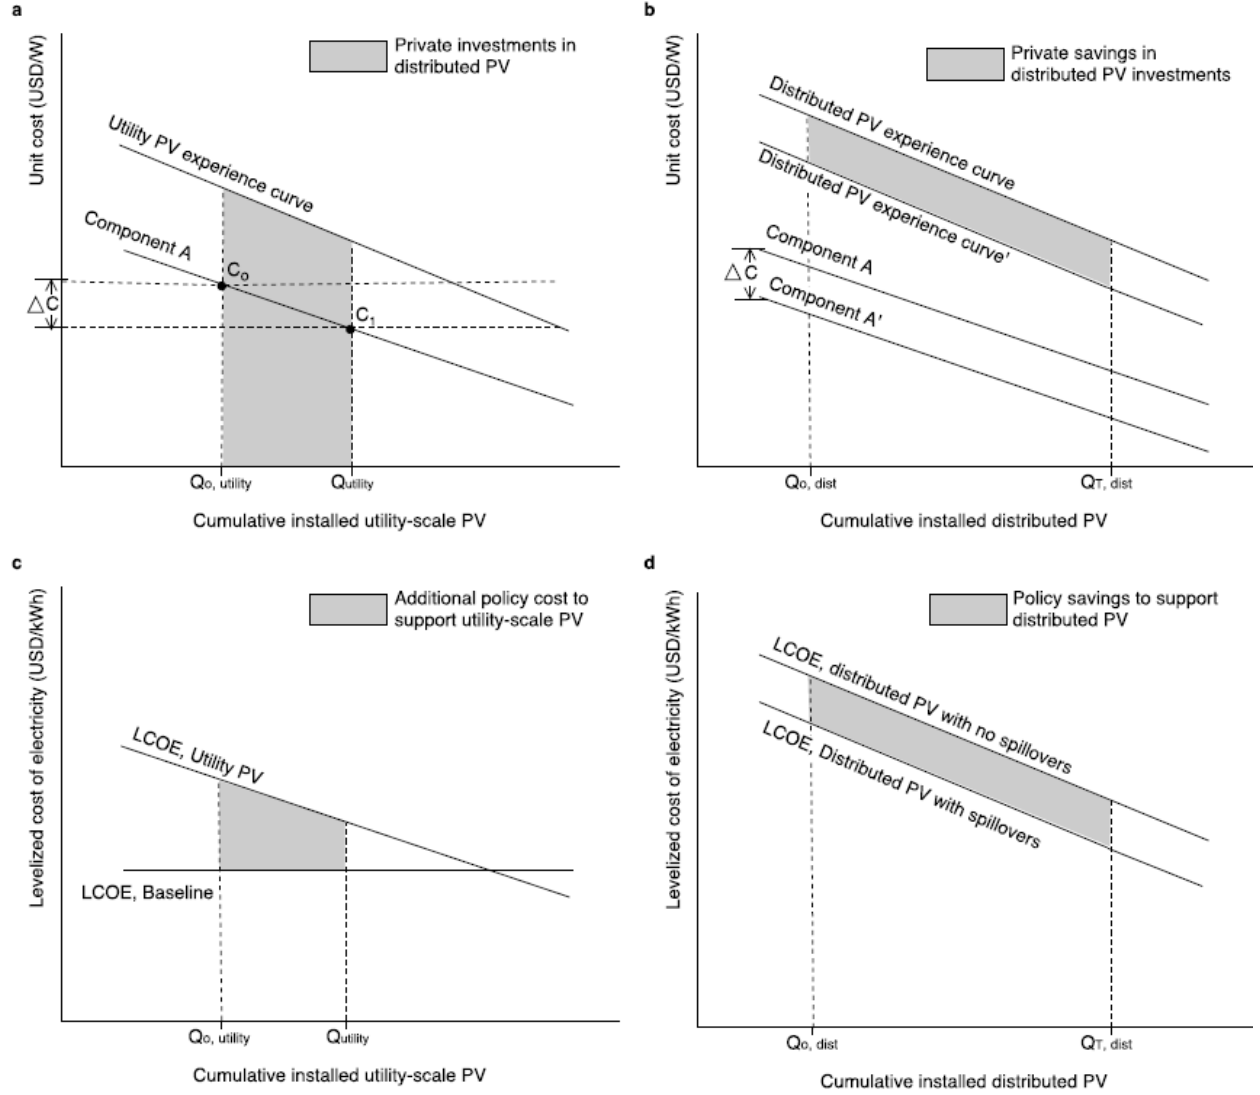 a
Unit cost (USD/W)
Private investments in
distributed PV
Utility PV experience curve
Component A
C₀
△C
C₁
Q₀, utility
Qutility
Cumulative installed utility-scale PV
b
Unit cost (USD/W)
Private savings in
distributed PV investments
Distributed PV experience curve
Distributed PV experience curve'
Component A
△C
Component A'
Q₀, dist
QT, dist
Cumulative installed distributed PV
c
Levelized cost of electricity (USD/kWh)
Additional policy cost to
support utility-scale PV
LCOE, Utility PV
LCOE, Baseline
Q₀, utility
Qutility
Cumulative installed utility-scale PV
d
Levelized cost of electricity (USD/kWh)
Policy savings to support
distributed PV
LCOE, distributed PV with no spillovers
LCOE, Distributed PV with spillovers
Q₀, dist
QT, dist
Cumulative installed distributed PV